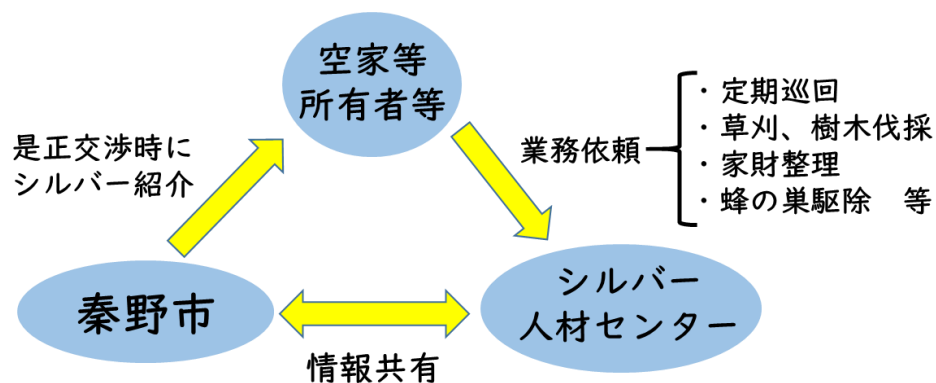 空家等
所有者等
是正交渉時に
シルバー紹介
業務依頼
・定期巡回
・草刈、樹木伐採
・家財整理
・蜂の巣駆除　等
秦野市
シルバー
人材センター
情報共有